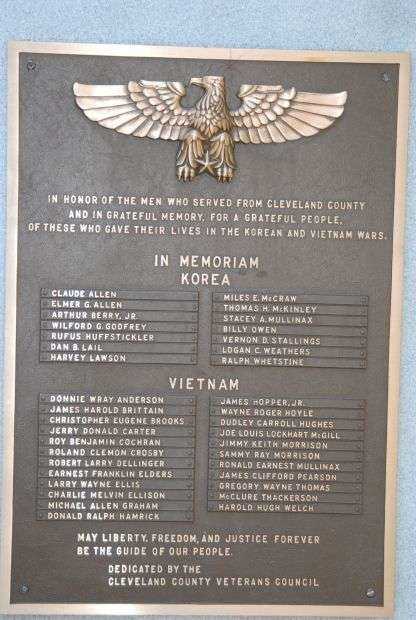 IN HONOR OF THE MEN WHO SERVED FROM CLEVELAND COUNTY
AND IN GRATEFUL MEMORY, FOR A GRATEFUL PEOPLE,
OF THESE WHO GAVE THEIR LIVES IN THE KOREAN AND VIETNAM WARS.
IN MEMORIAM
KOREA
CLAUDE ALLEN
ELMER G. ALLEN
ARTHUR BERRY, JR.
WILFORD G. GODFREY
RUFUS HUFFSTICKLER
DAN B. LAIL
HARVEY LAWSON
MILES E. McCRAW
THOMAS H. McKINLEY
STACEY A. MULLINAX
BILLY OWEN
VERNON D. STALLINGS
LOGAN C. WEATHERS
RALPH WHETSTINE
VIETNAM
DONNIE WRAY ANDERSON
JAMES HAROLD BRITTAIN
CHRISTOPHER EUGENE BROOKS
JERRY DONALD CARTER
ROY BENJAMIN COCHRAN
ROLAND CLEMON CROSBY
ROBERT LARRY DELLINGER
EARNEST FRANKLIN ELDERS
LARRY WAYNE ELLIS
CHARLIE MELVIN ELLISON
MICHAEL ALLEN GRAHAM
DONALD RALPH HAMRICK
JAMES HOPPER, JR.
WAYNE ROGER HOYLE
DUDLEY CARROLL HUGHES
JOE LOUIS LOCKHART McGILL
JIMMY KEITH MORRISON
SAMMY RAY MORRISON
RONALD EARNEST MULLINAX
JAMES CLIFFORD PEARSON
GREGORY WAYNE THOMAS
McCLURE THACKERSON
HAROLD HUGH WELCH
MAY LIBERTY, FREEDOM, AND JUSTICE FOREVER
BE THE GUIDE OF OUR PEOPLE.
DEDICATED BY THE
CLEVELAND COUNTY VETERANS COUNCIL